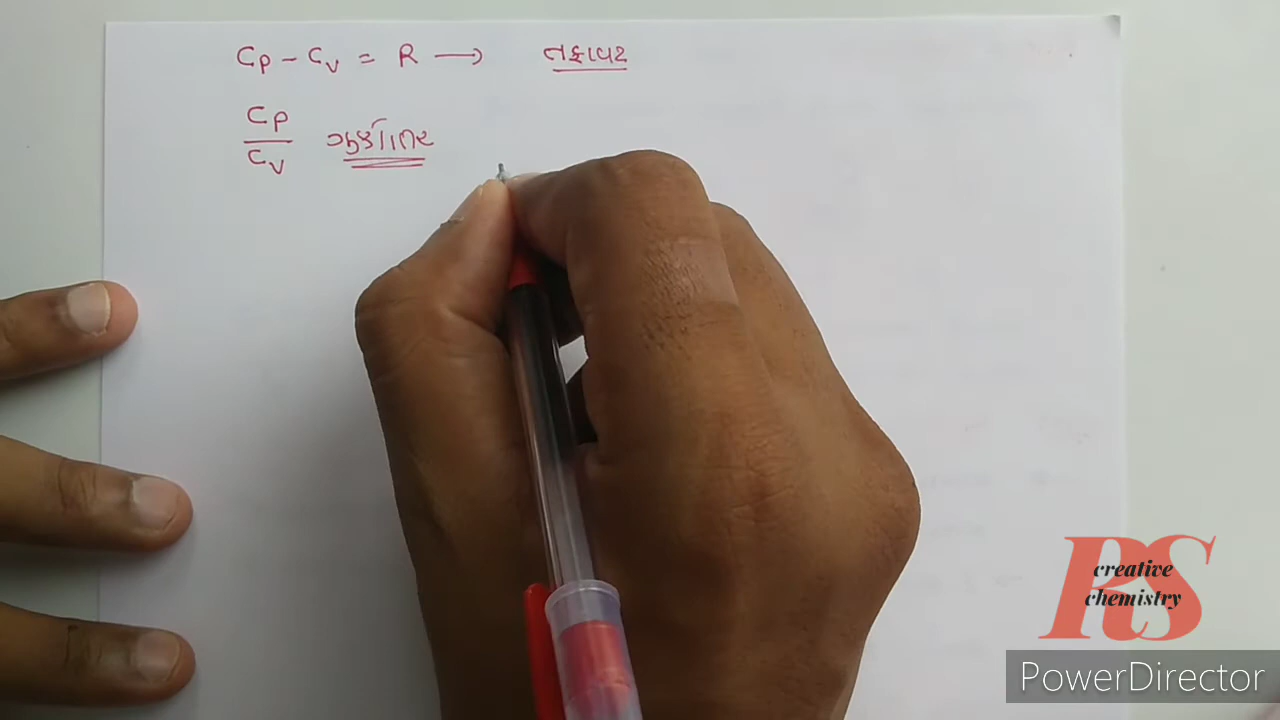 Cp - Cv = R → તફાવત
Cp
Cv ગુણોત્તર
RS
creative
chemistry
PowerDirector